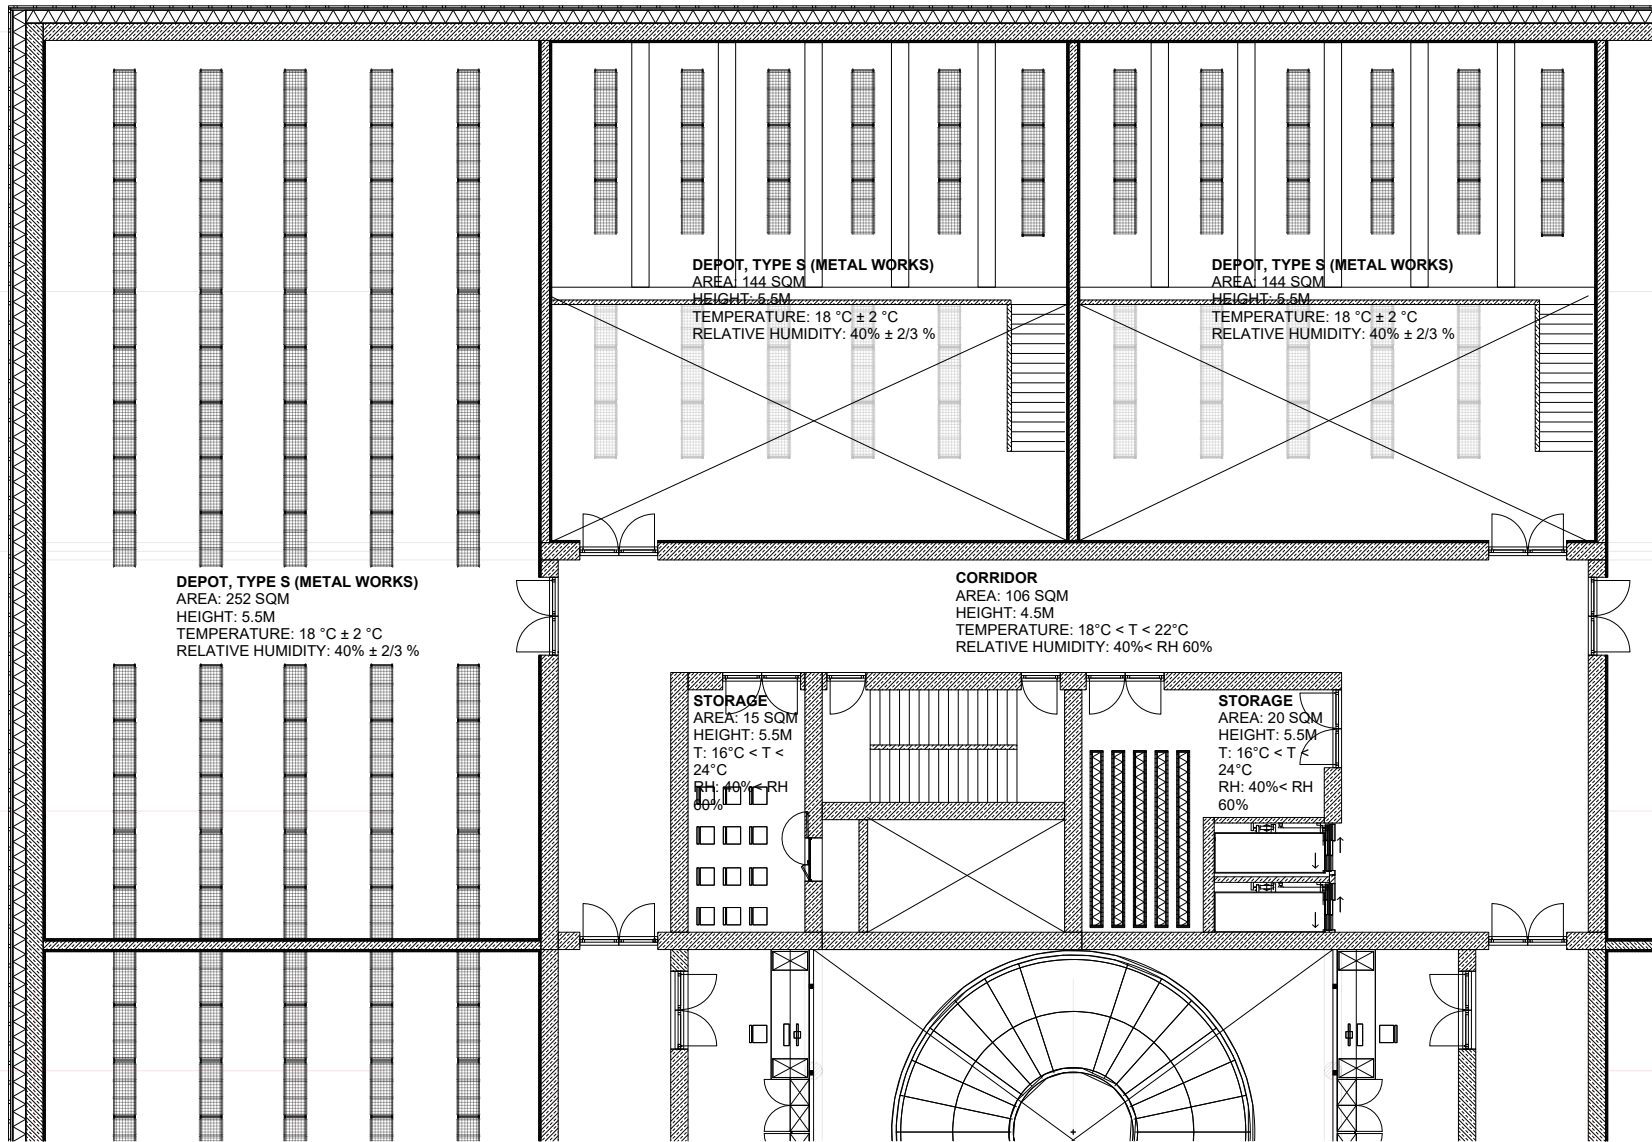 DEPOT, TYPE S (METAL WORKS)
AREA: 144 SQM
HEIGHT: 5.5M
TEMPERATURE: 18 °C ± 2 °C
RELATIVE HUMIDITY: 40% ± 2/3 %
DEPOT, TYPE S (METAL WORKS)
AREA: 144 SQM
HEIGHT: 5.5M
TEMPERATURE: 18 °C ± 2 °C
RELATIVE HUMIDITY: 40% ± 2/3 %
DEPOT, TYPE S (METAL WORKS)
AREA: 252 SQM
HEIGHT: 5.5M
TEMPERATURE: 18 °C ± 2 °C
RELATIVE HUMIDITY: 40% ± 2/3 %
CORRIDOR
AREA: 106 SQM
HEIGHT: 4.5M
TEMPERATURE: 18°C < T < 22°C
RELATIVE HUMIDITY: 40%< RH 60%
STORAGE
AREA: 15 SQM
HEIGHT: 5.5M
T: 16°C < T <
24°C
RH: 40%< RH
60%
STORAGE
AREA: 20 SQM
HEIGHT: 5.5M
T: 16°C < T <
24°C
RH: 40%< RH
60%